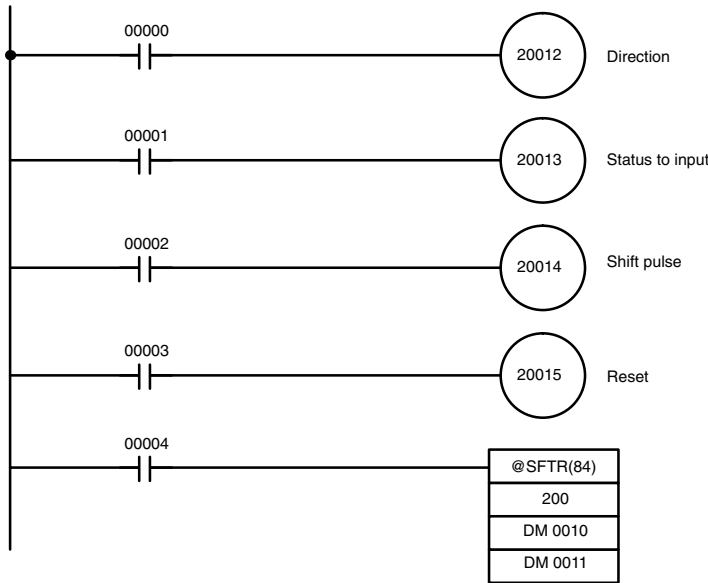 00000
20012 Direction
00001
20013 Status to input
00002
20014 Shift pulse
00003
20015 Reset
00004
@SFTR(84)
200
DM 0010
DM 0011